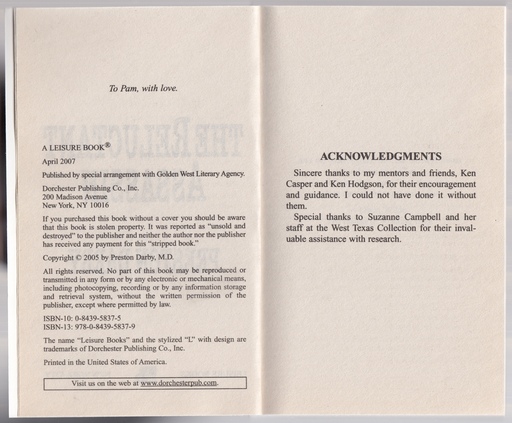 To Pam, with love.
A LEISURE BOOK®
April 2007
Published by special arrangement with Golden West Literary Agency.
Dorchester Publishing Co., Inc.
200 Madison Avenue
New York, NY 10016
If you purchased this book without a cover you should be aware
that this book is stolen property. It was reported as "unsold and
destroyed" to the publisher and neither the author nor the publisher
has received any payment for this "stripped book."
Copyright © 2005 by Preston Darby, M.D.
All rights reserved. No part of this book may be reproduced or
transmitted in any form or by any electronic or mechanical means,
including photocopying, recording or by any information storage
and retrieval system, without the written permission of the
publisher, except where permitted by law.
ISBN-10: 0-8439-5837-5
ISBN-13: 978-0-8439-5837-9
The name "Leisure Books" and the stylized "L" with design are
trademarks of Dorchester Publishing Co., Inc.
Printed in the United States of America.
Visit us on the web at www.dorchesterpub.com.
ACKNOWLEDGMENTS
Sincere thanks to my mentors and friends, Ken
Casper and Ken Hodgson, for their encouragement
and guidance. I could not have done it without
them.
Special thanks to Suzanne Campbell and her
staff at the West Texas Collection for their inval-
uable assistance with research.